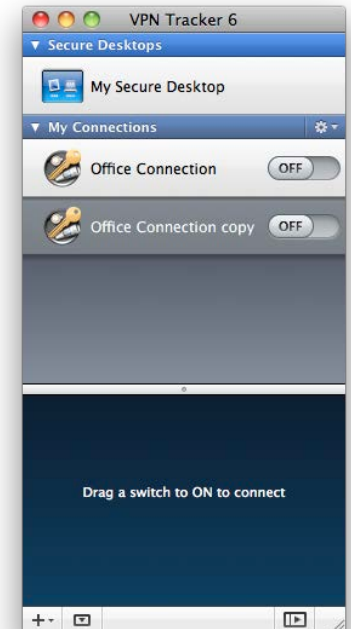 VPN Tracker 6
Secure Desktops
My Secure Desktop
My Connections
Office Connection OFF
Office Connection copy OFF
Drag a switch to ON to connect